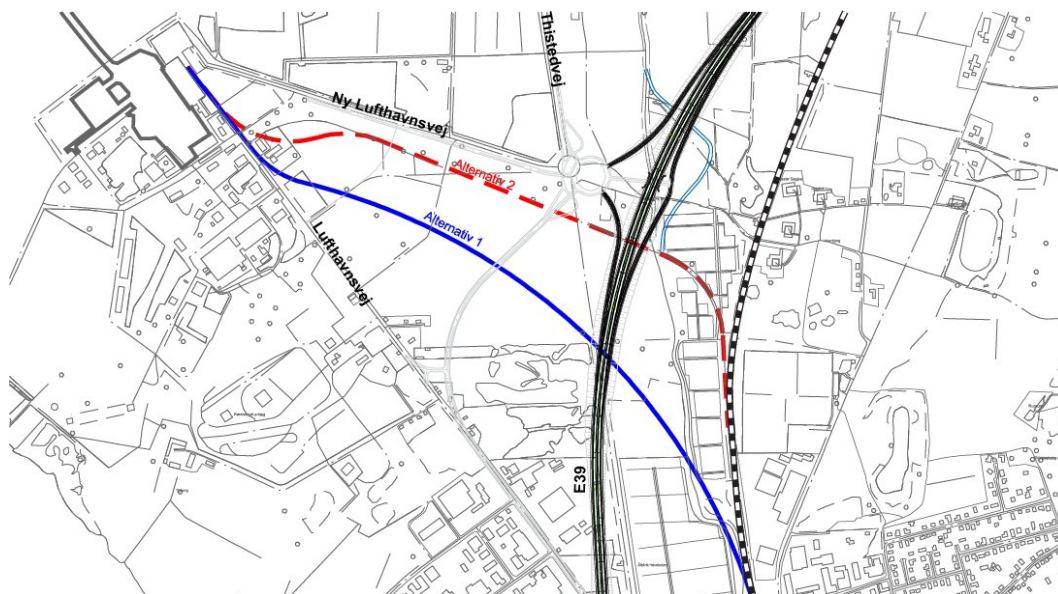 Thistedvej
Ny Lufthavnsvej
Alternativ 2
Alternativ 1
Lufthavnsvej
E39